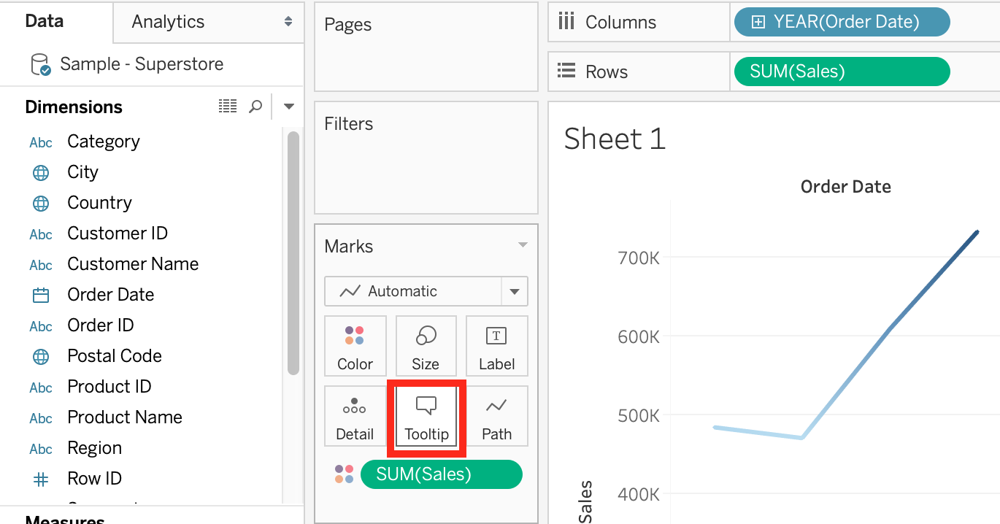 Data
Analytics
Sample - Superstore
Dimensions
Abc Category
City
Country
Abc Customer ID
Abc Customer Name
Order Date
Abc Order ID
Postal Code
Abc Product ID
Abc Product Name
Abc Region
Row ID
Measures
Pages
Filters
Marks
Automatic
Color
Size
T
Label
Detail
Tooltip
Path
SUM(Sales)
Columns
YEAR(Order Date)
Rows
SUM(Sales)
Sheet 1
Order Date
700K
600K
500K
400K
Sales